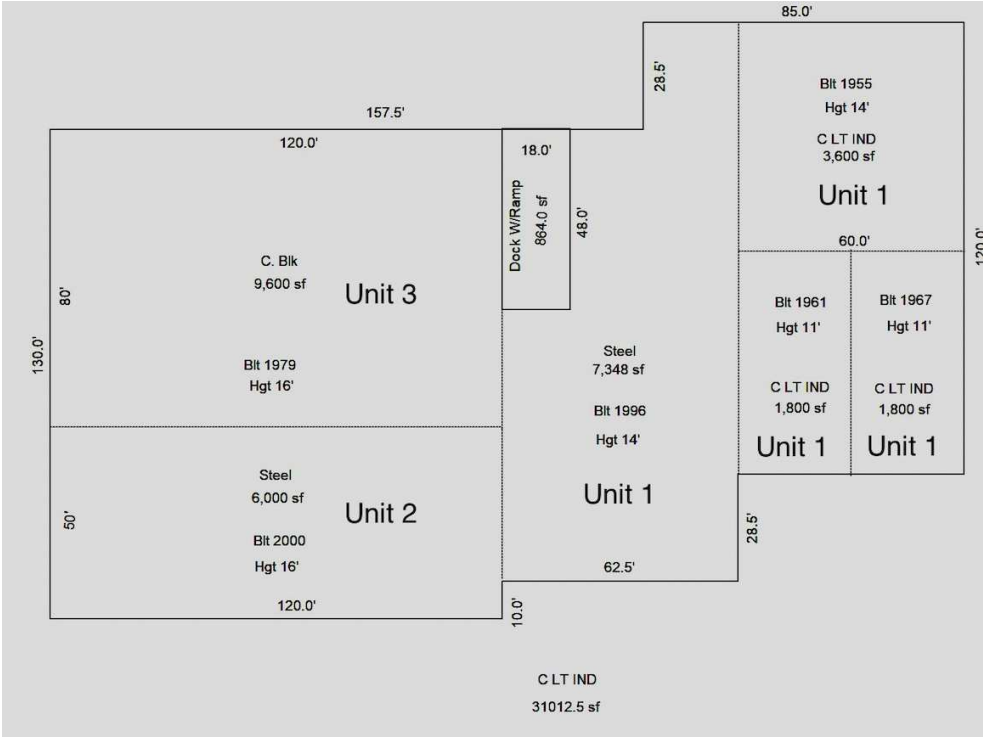 85.0'
28.5'
Blt 1955
Hgt 14'
C LT IND
3,600 sf
Unit 1
157.5'
120.0'
18.0'
Dock W/Ramp
864.0 sf
48.0'
60.0'
120.0'
C. Blk
9,600 sf
Unit 3
80'
130.0'
Blt 1979
Hgt 16'
Blt 1961
Hgt 11'
C LT IND
1,800 sf
Unit 1
Blt 1967
Hgt 11'
C LT IND
1,800 sf
Unit 1
Steel
7,348 sf
Blt 1996
Hgt 14'
Unit 1
Steel
6,000 sf
Unit 2
50'
Blt 2000
Hgt 16'
28.5'
62.5'
120.0'
10.0'
C LT IND
31012.5 sf